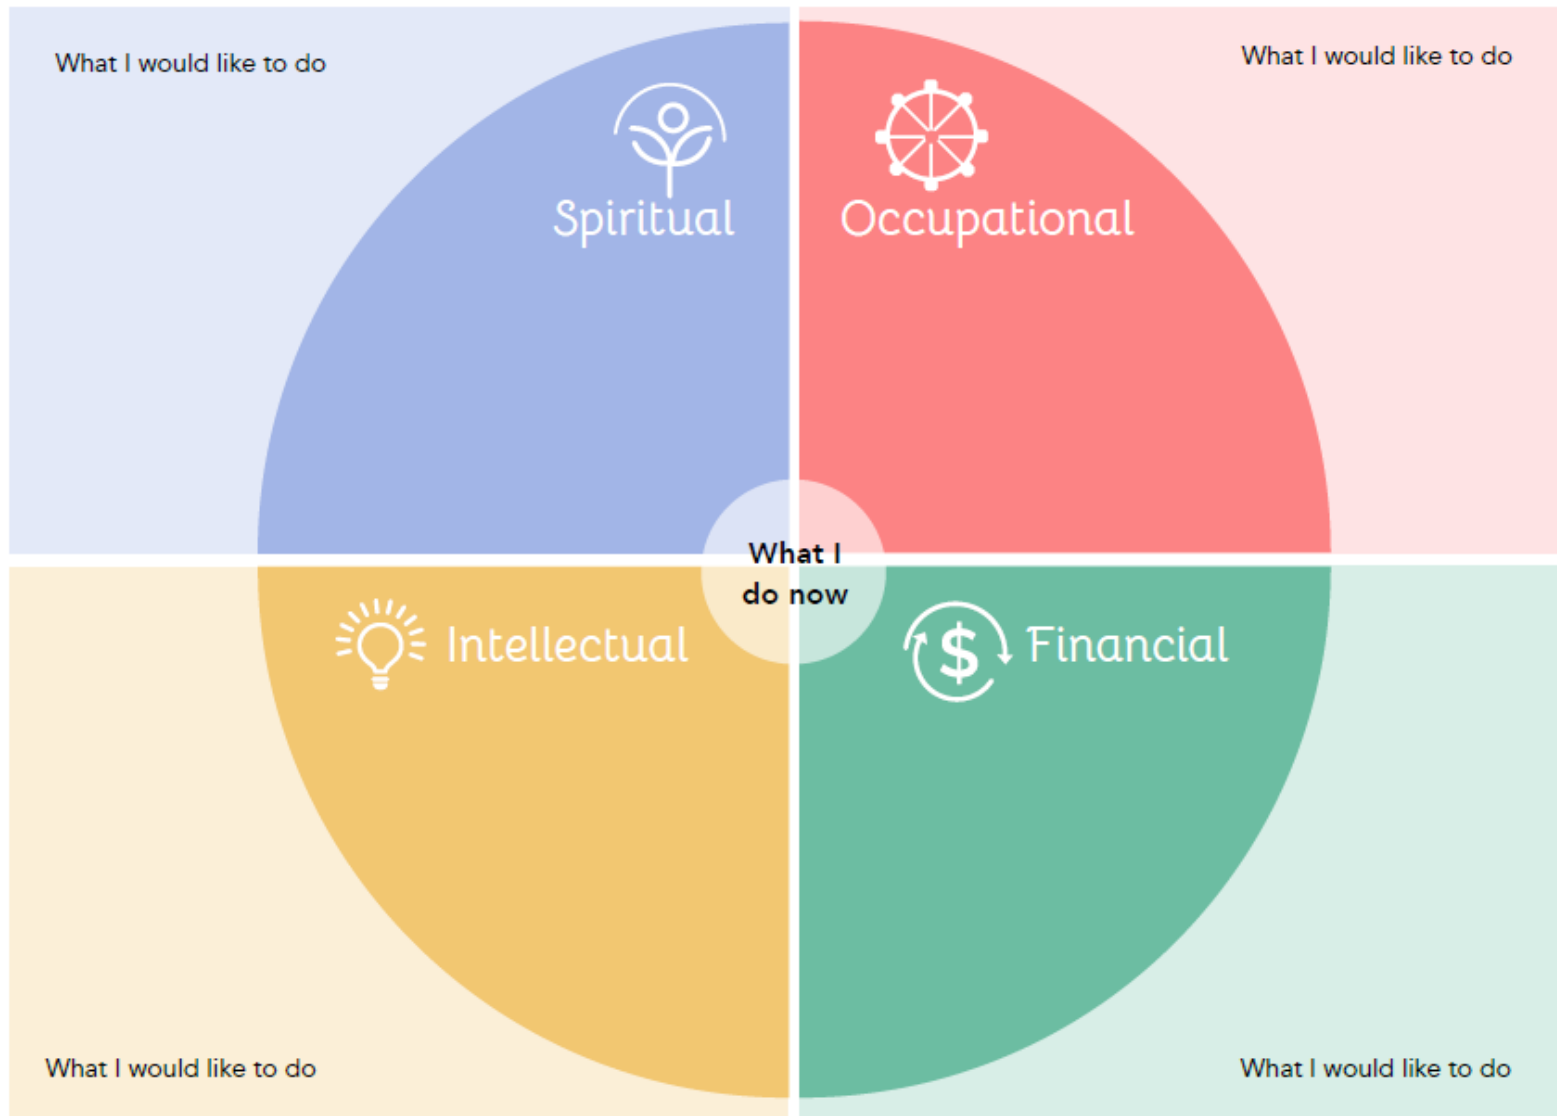 What I would like to do
What I would like to do
Spiritual
Occupational
What I
do now
Intellectual
$ Financial
What I would like to do
What I would like to do